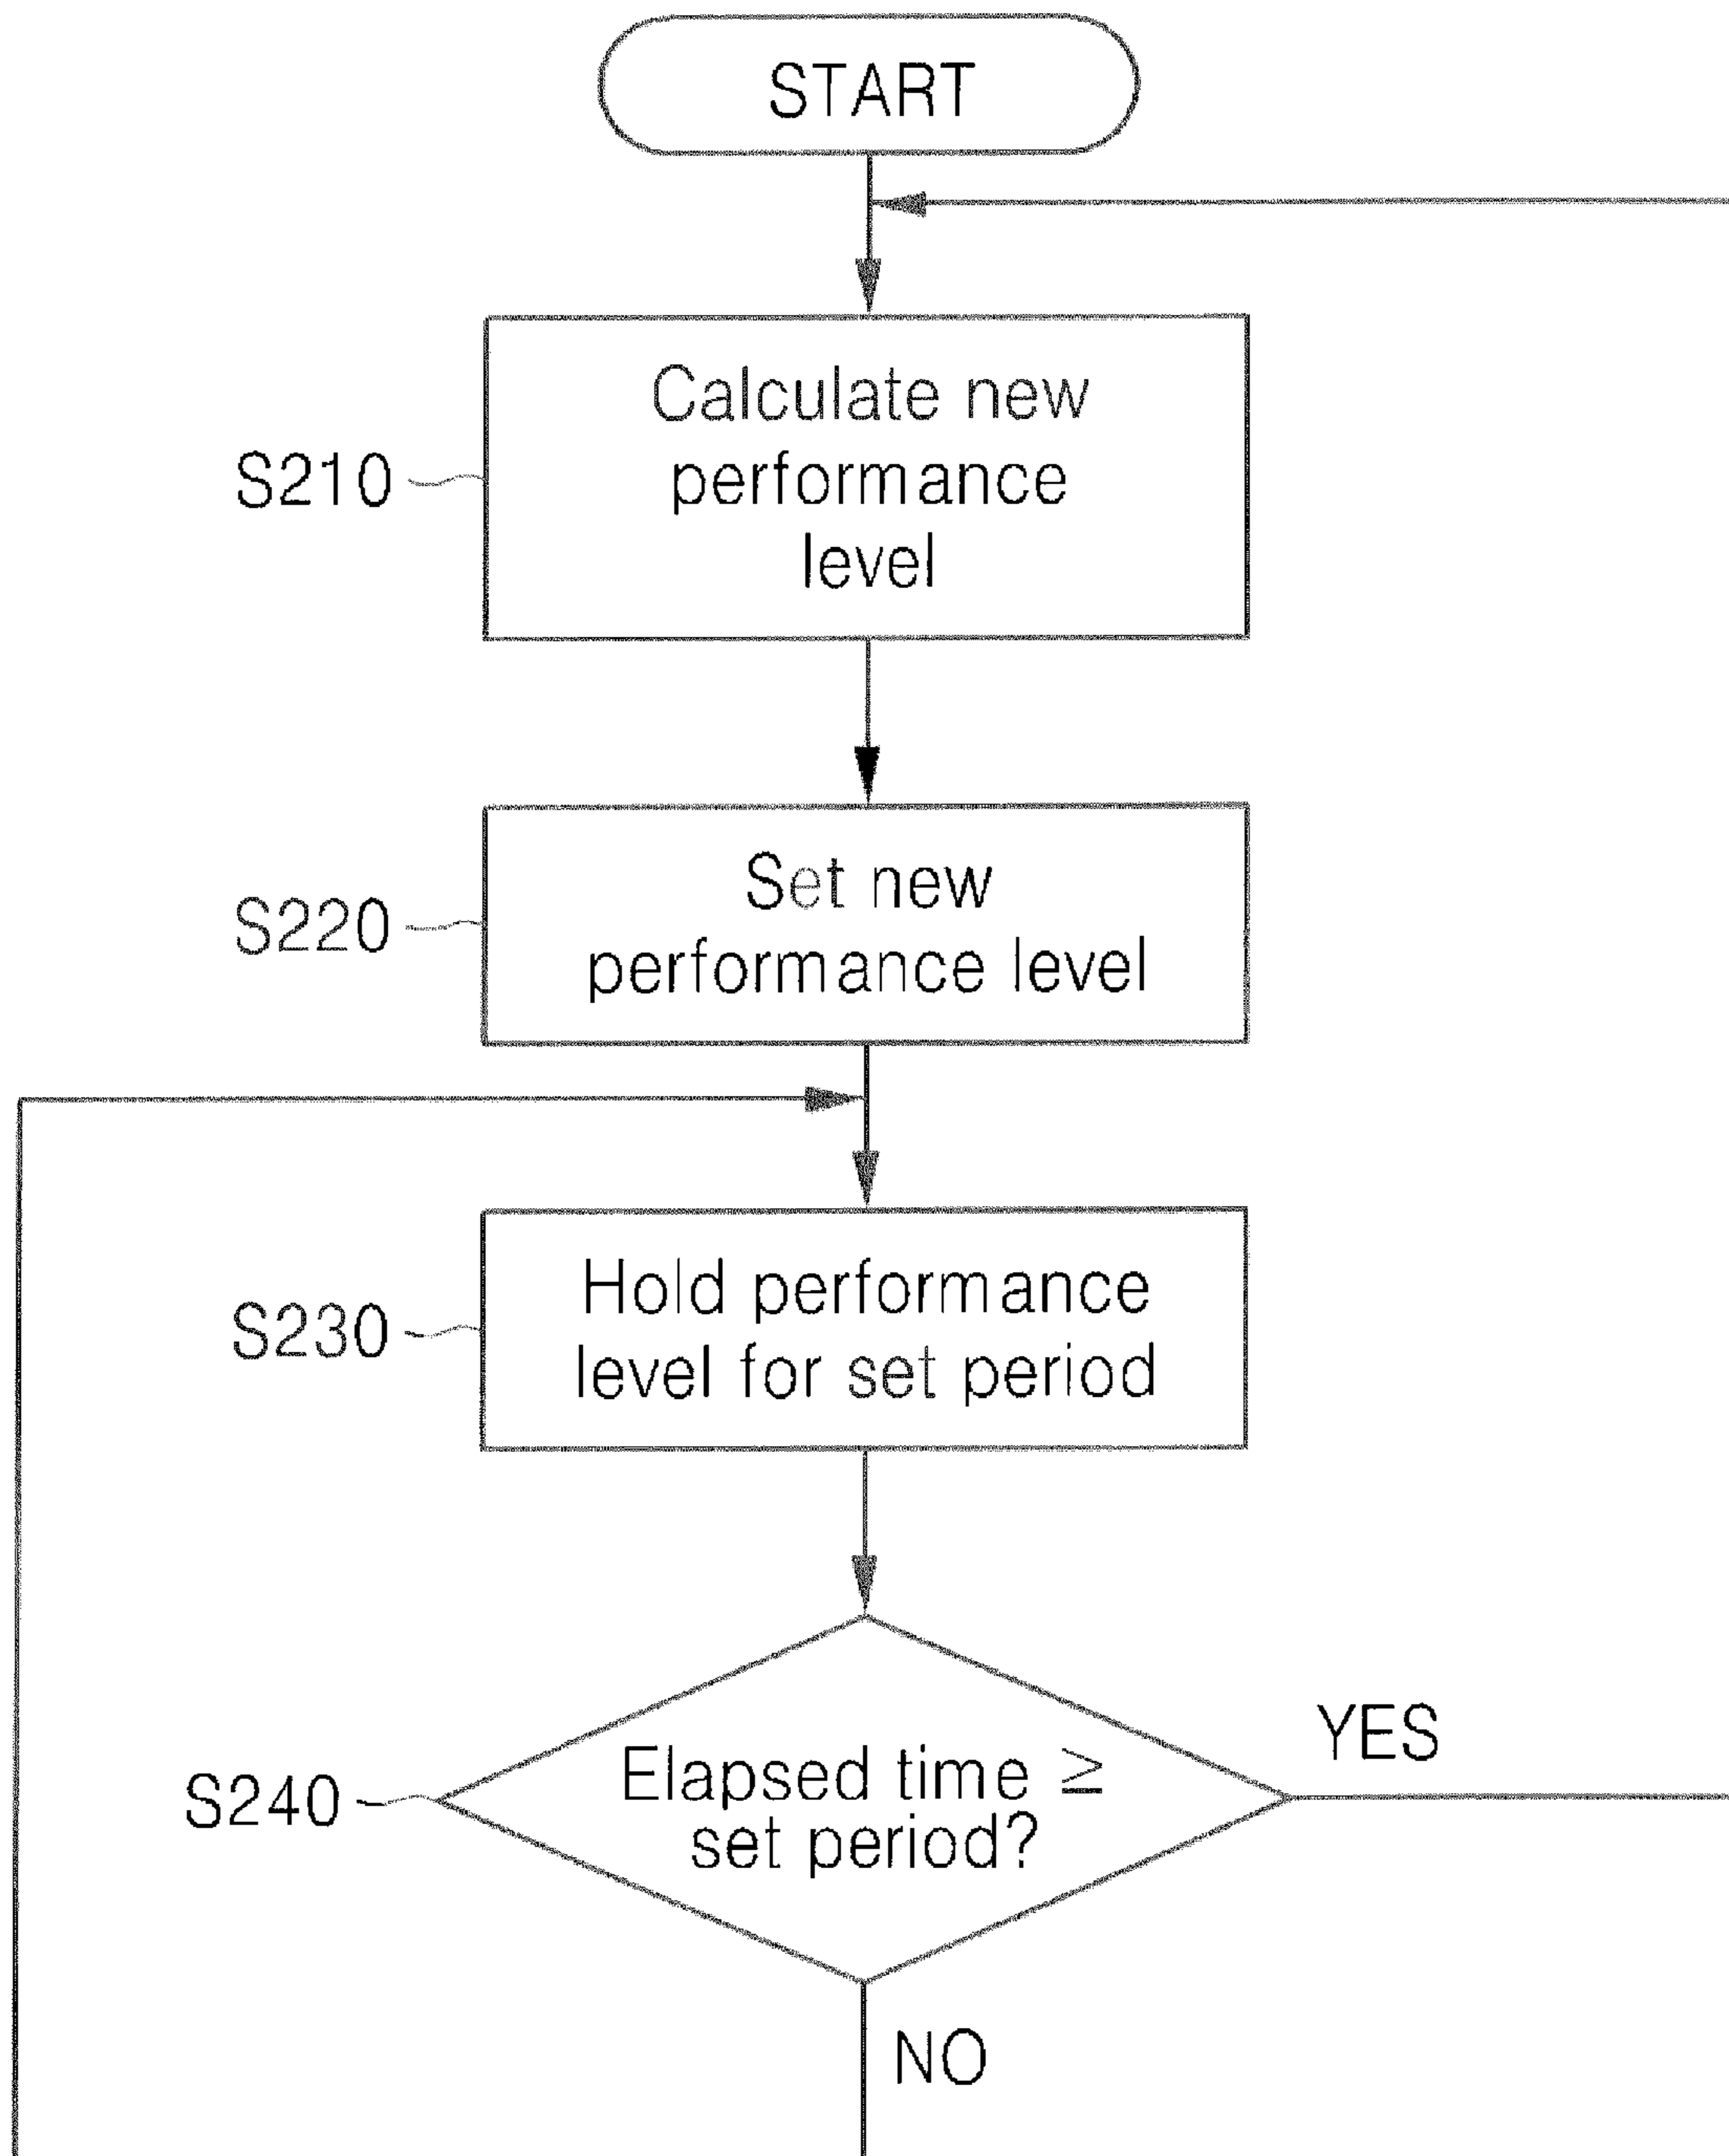 START
Calculate new
performance
level
S210
Set new
performance level
S220
Hold performance
level for set period
S230
Elapsed time ≧
set period?
S240
YES
NO